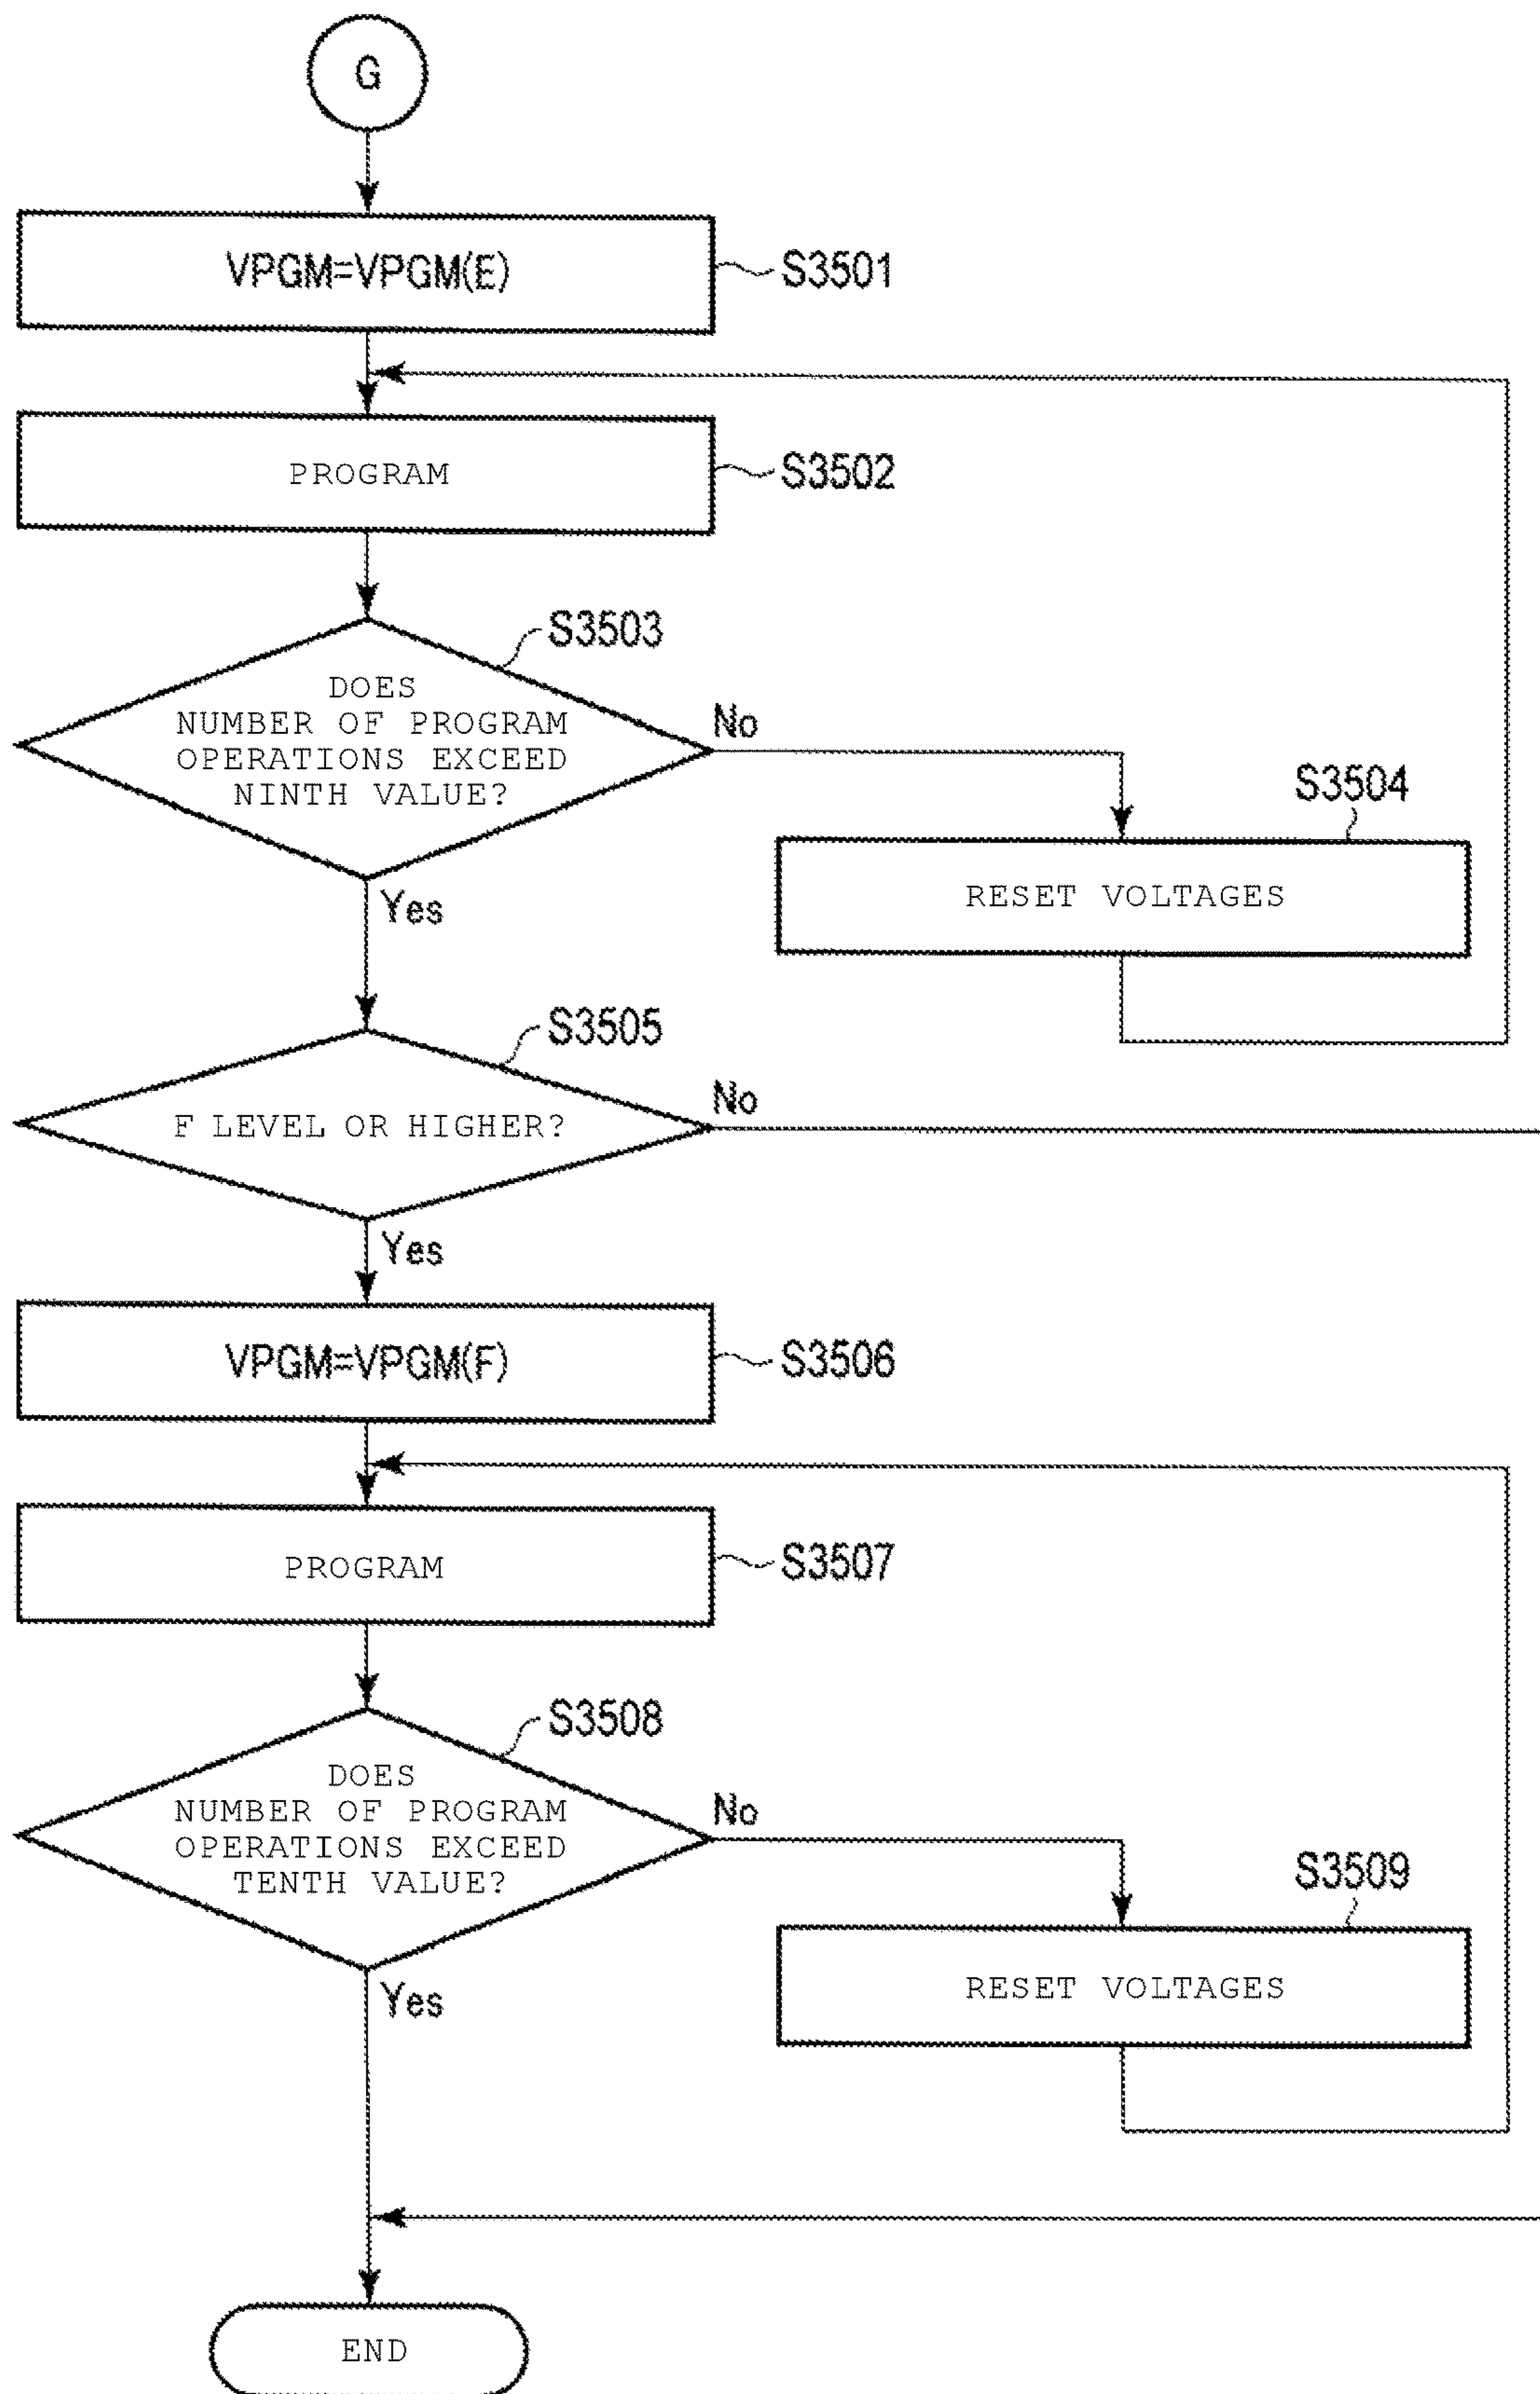 G
VPGM=VPGM(E)
S3501
PROGRAM
S3502
S3503
DOES
NUMBER OF PROGRAM
OPERATIONS EXCEED
NINTH VALUE?
No
S3504
RESET VOLTAGES
Yes
S3505
F LEVEL OR HIGHER?
No
Yes
VPGM=VPGM(F)
S3506
PROGRAM
S3507
S3508
DOES
NUMBER OF PROGRAM
OPERATIONS EXCEED
TENTH VALUE?
No
S3509
RESET VOLTAGES
Yes
END